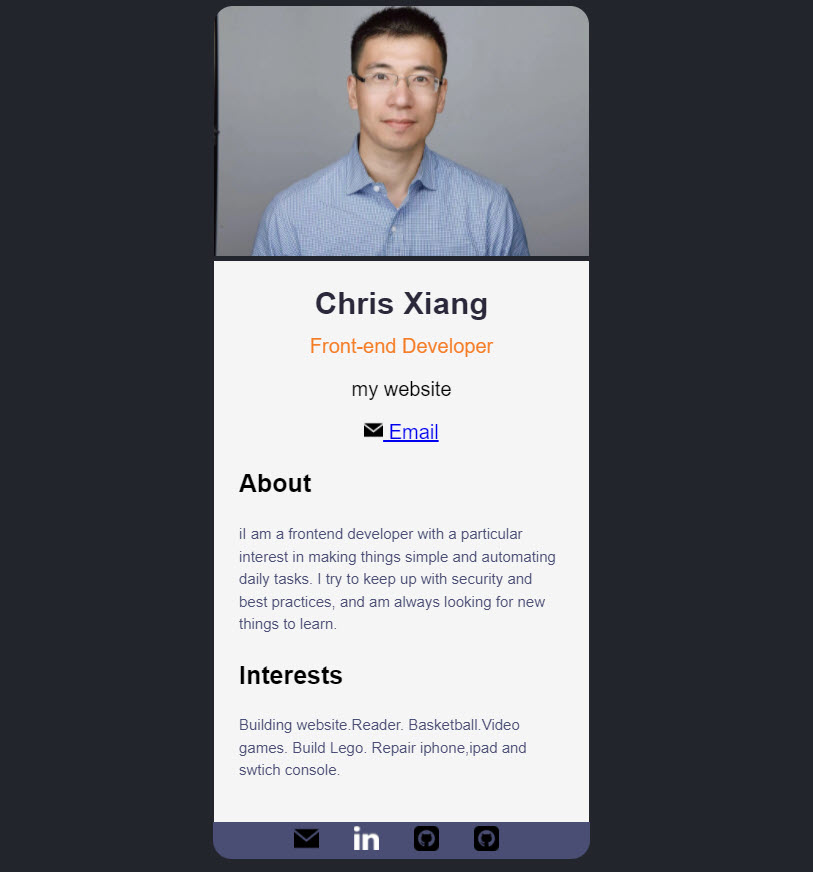 Chris Xiang
Front-end Developer
my website
Email
About
iI am a frontend developer with a particular
interest in making things simple and automating
daily tasks. I try to keep up with security and
best practices, and am always looking for new
things to learn.
Interests
Building website.Reader. Basketball.Video
games. Build Lego. Repair iphone,ipad and
swtich console.
in